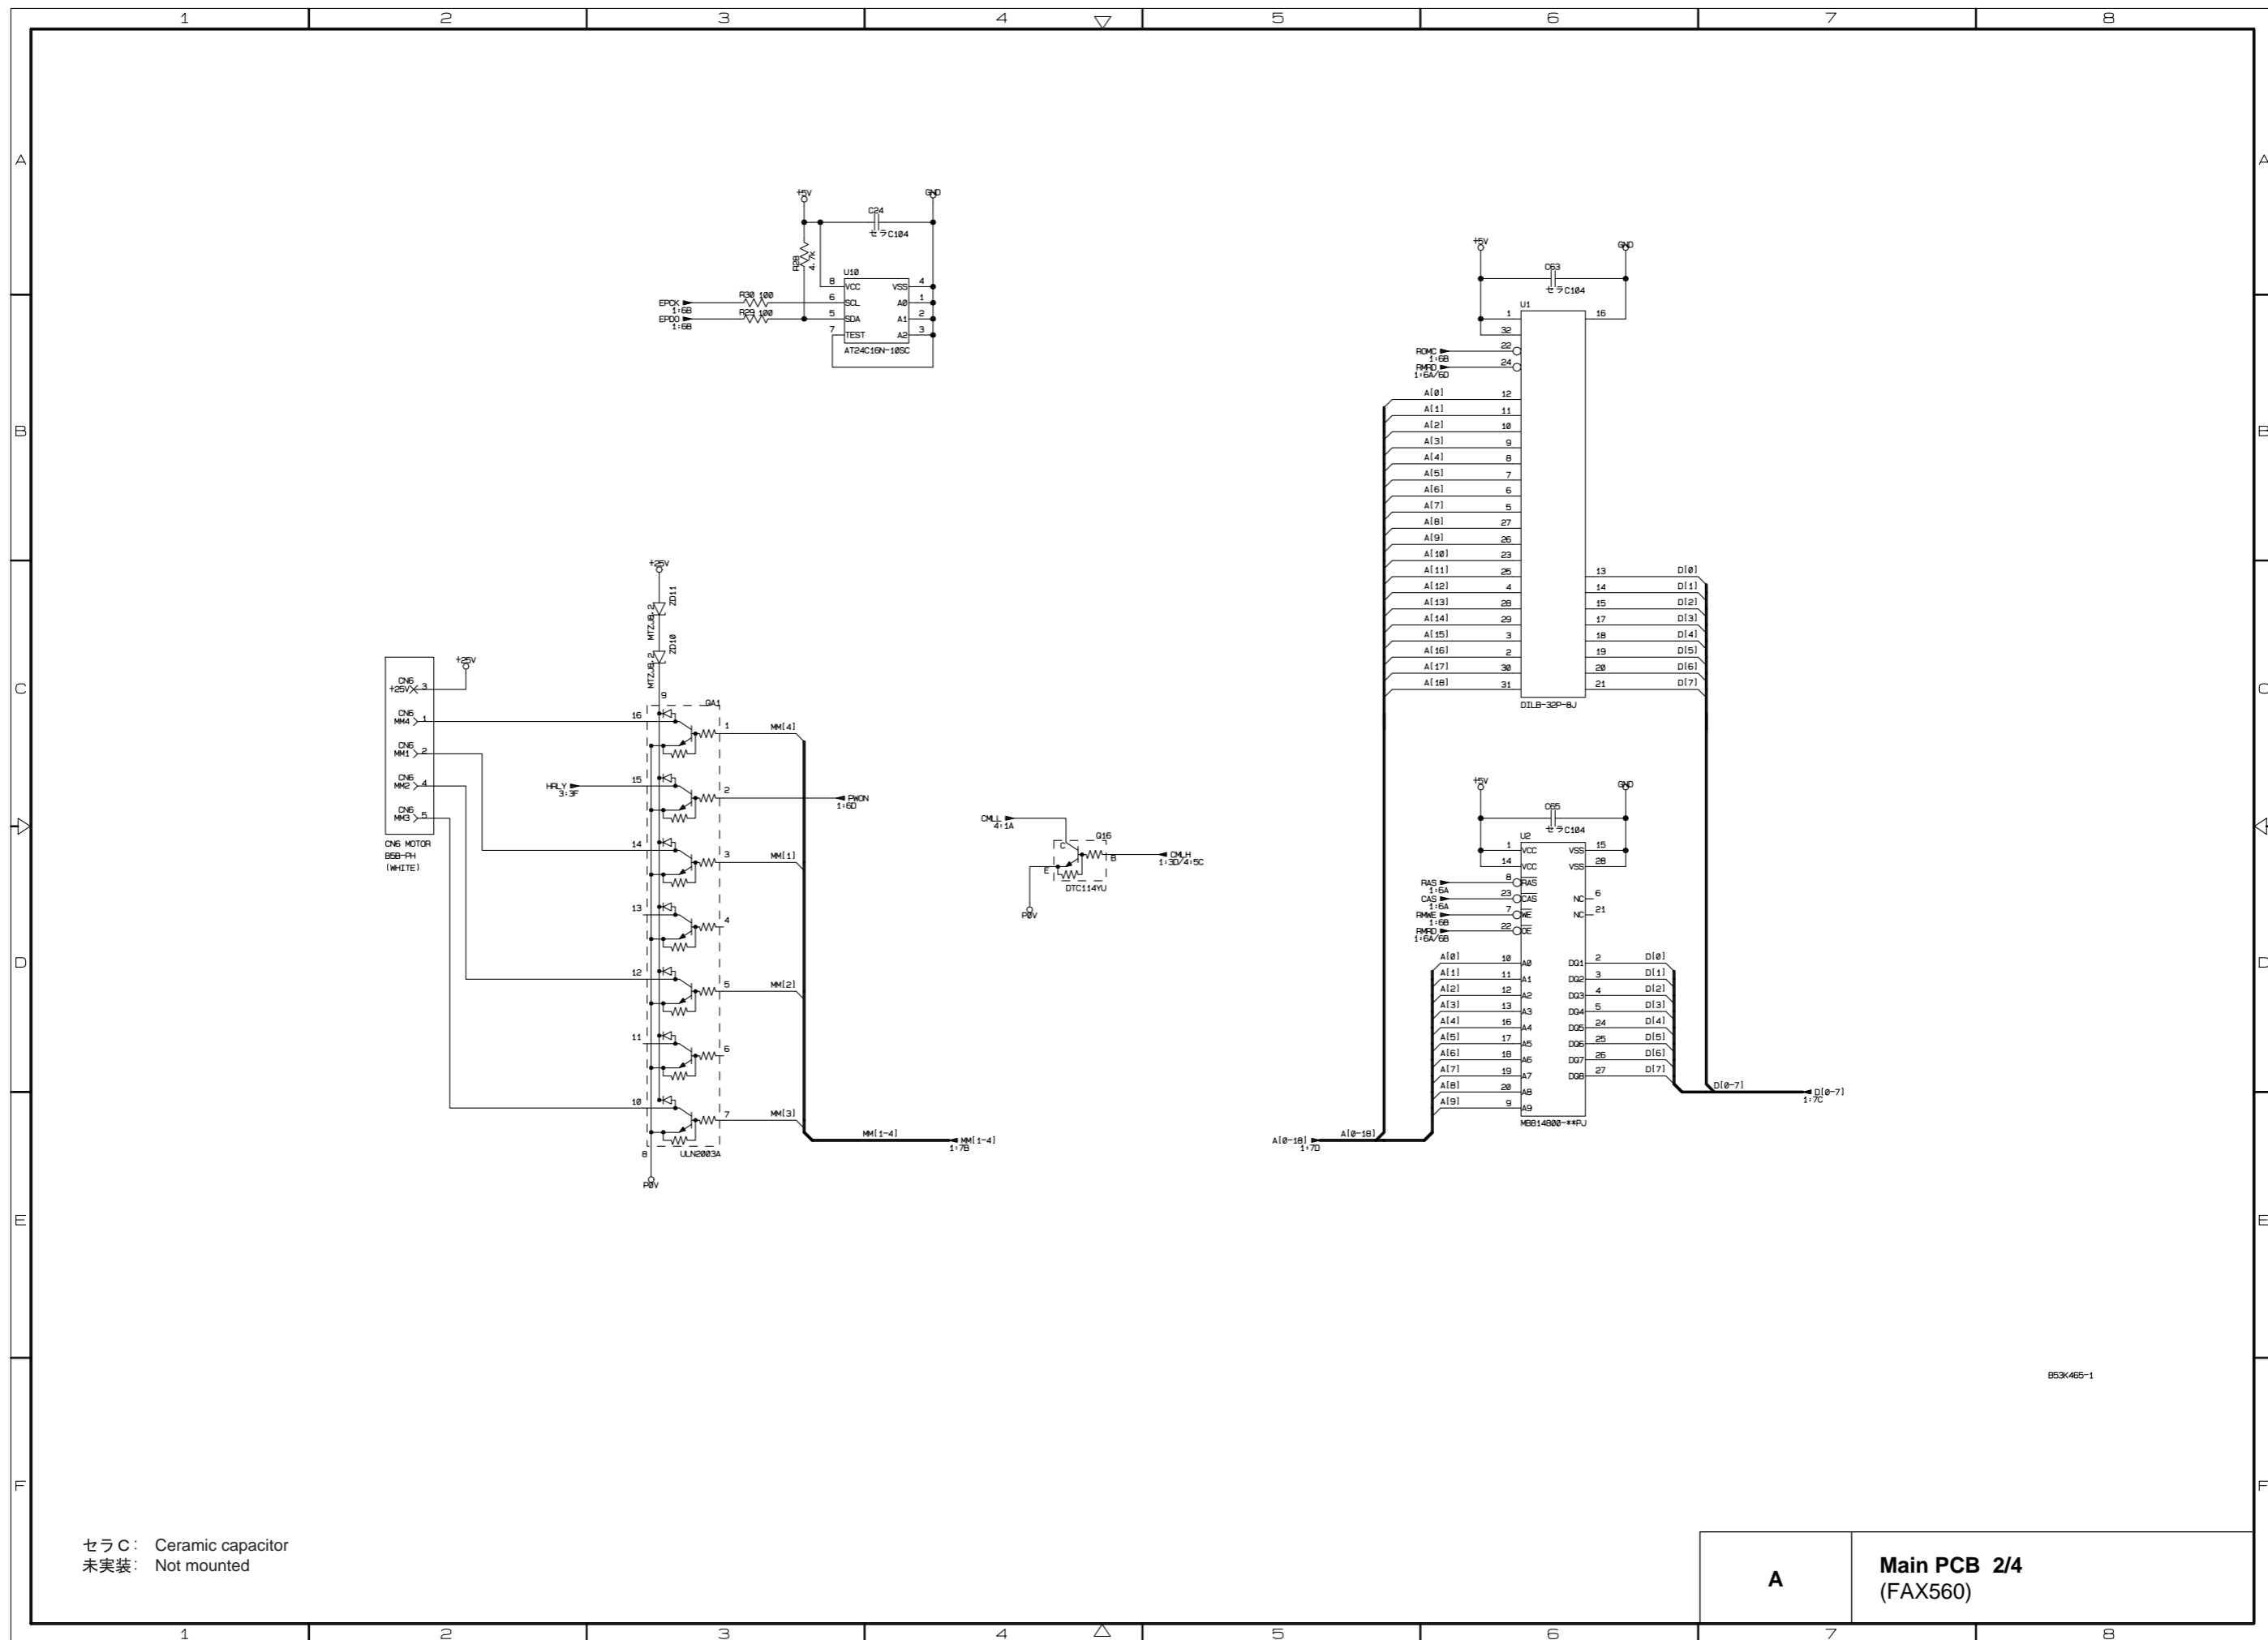 1 2 3 4 5 6 7 8
A A
+5V GND
C24
セラC104
R28
4.7K
U10
8 VCC VSS 4
EPCK 1:6B R30 100 6 SCL A0 1
EPDO 1:6B R29 100 5 SDA A1 2
7 TEST A2 3
AT24C16N-10SC
+5V GND
C63
セラC104
U1
1 16
32
ROMC 1:6B 22
RMRD 1:6A/6D 24
A[0] 12
A[1] 11
B B
A[2] 10
A[3] 9
A[4] 8
A[5] 7
A[6] 6
A[7] 5
A[8] 27
A[9] 26
A[10] 23
A[11] 25 13 D[0]
A[12] 4 14 D[1]
A[13] 28 15 D[2]
A[14] 29 17 D[3]
A[15] 3 18 D[4]
A[16] 2 19 D[5]
A[17] 30 20 D[6]
A[18] 31 21 D[7]
DILB-32P-8J
+25V
MTZJ8.2 ZD11
MTZJ8.2 ZD10
9
C C
+25V
CN6
+25V 3
CN6
MM4 1
CN6
MM1 2
CN6
MM2 4
CN6
MM3 5
CN6 MOTOR
B5B-PH
(WHITE)
QA1
16 1 MM[4]
HRLY 3:3F 15 2 PWON 1:6D
14 3 MM[1]
13 4
12 5 MM[2]
11 6
10 7 MM[3]
8 ULN2003A
P0V
MM[1-4] MM[1-4]
1:7B
CMLL
4:1A
Q16
C
B CMLH
1:3D/4:5C
E
DTC114YU
P0V
+5V GND
C65
セラC104
U2
1 VCC VSS 15
14 VCC VSS 28
RAS 1:6A 8 RAS
CAS 1:6A 23 CAS NC 6
RMWE 1:6B 7 WE NC 21
RMRD 1:6A/6B 22 OE
D D
A[0] 10 A0 DQ1 2 D[0]
A[1] 11 A1 DQ2 3 D[1]
A[2] 12 A2 DQ3 4 D[2]
A[3] 13 A3 DQ4 5 D[3]
A[4] 16 A4 DQ5 24 D[4]
A[5] 17 A5 DQ6 25 D[5]
A[6] 18 A6 DQ7 26 D[6]
A[7] 19 A7 DQ8 27 D[7]
A[8] 20 A8
A[9] 9 A9
MB814800-**PJ
D[0-7] D[0-7]
1:7C
A[0-18] A[0-18]
1:7D
E E
B53K465-1
F F
セラC: Ceramic capacitor
未実装: Not mounted
A
Main PCB 2/4
(FAX560)
1 2 3 4 5 6 7 8